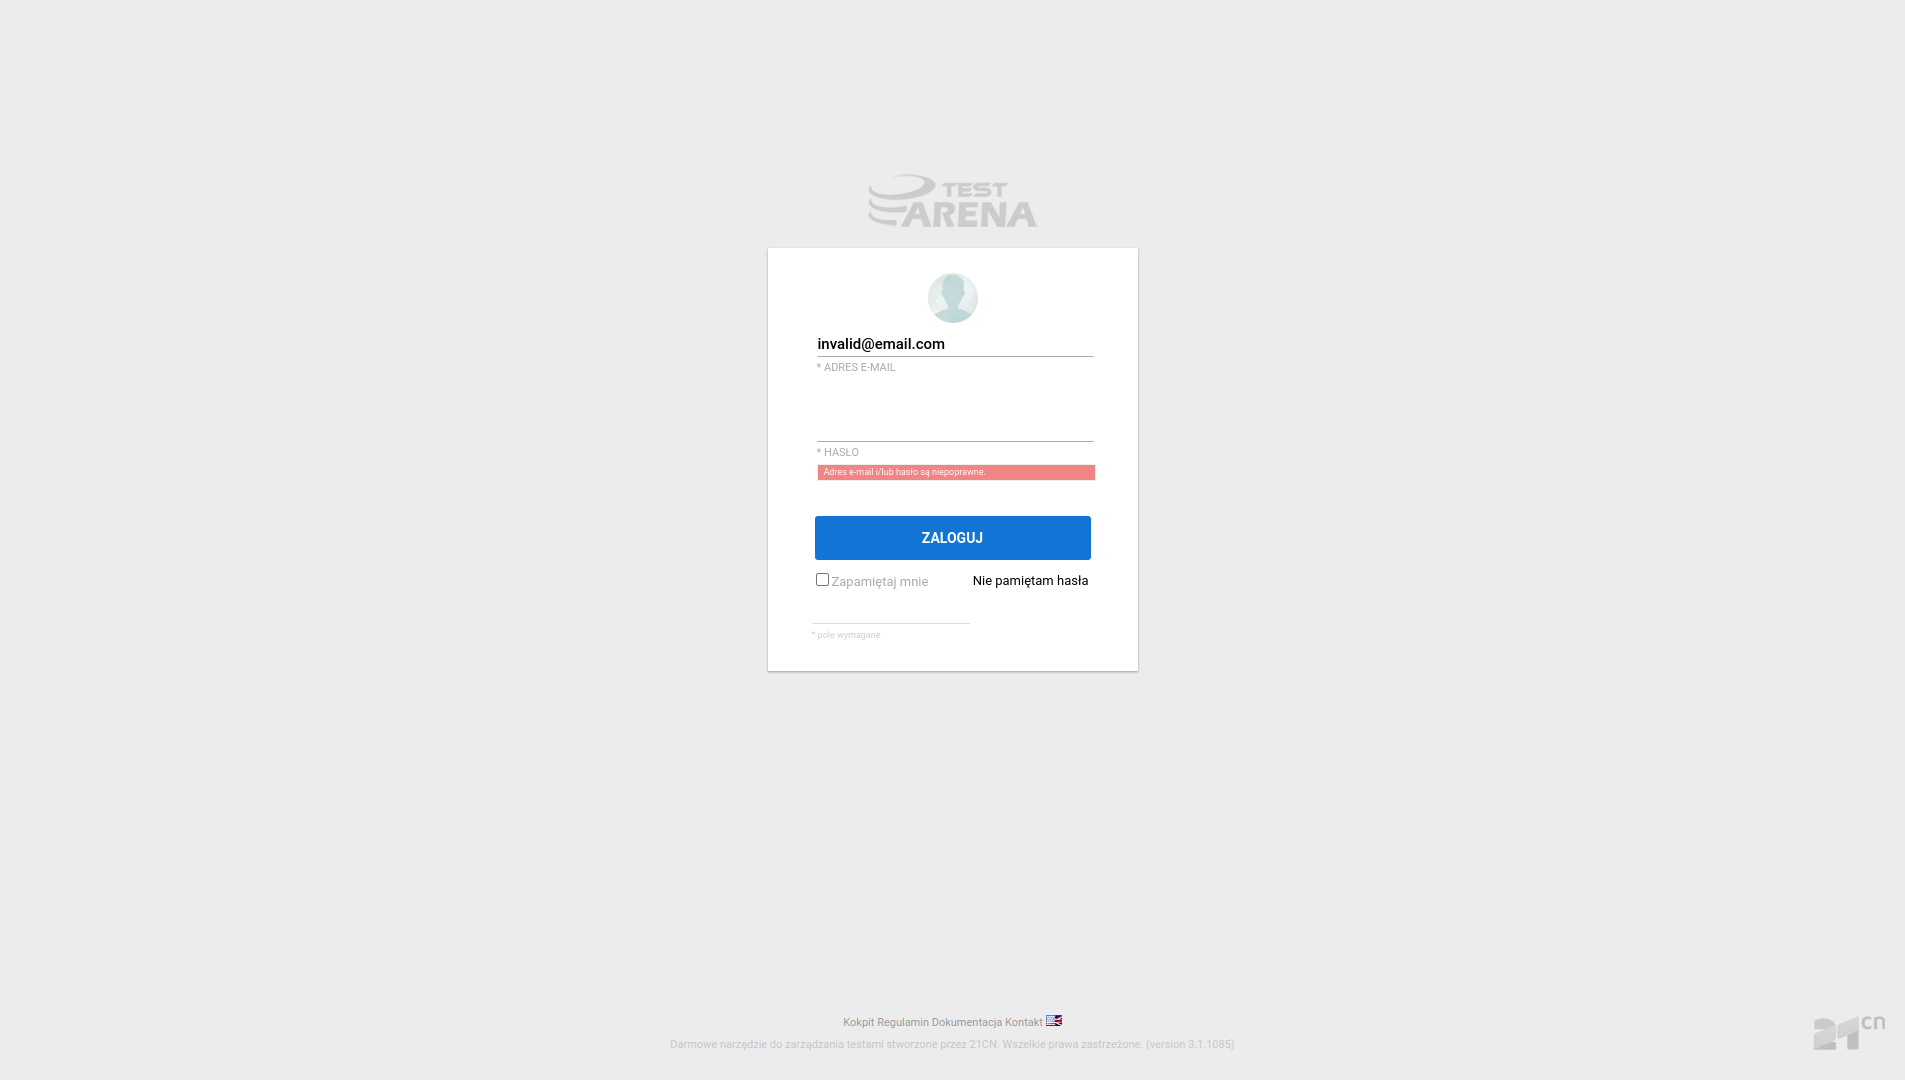 TEST
ARENA
invalid@email.com
* ADRES E-MAIL
* HASŁO
Adres e-mail i/lub hasło są niepoprawne.
ZALOGUJ
Zapamiętaj mnie Nie pamiętam hasła
* pole wymagane
Kokpit Regulamin Dokumentacja Kontakt
Darmowe narzędzie do zarządzania testami stworzone przez 21CN. Wszelkie prawa zastrzeżone. (version 3.1.1085)
21cn